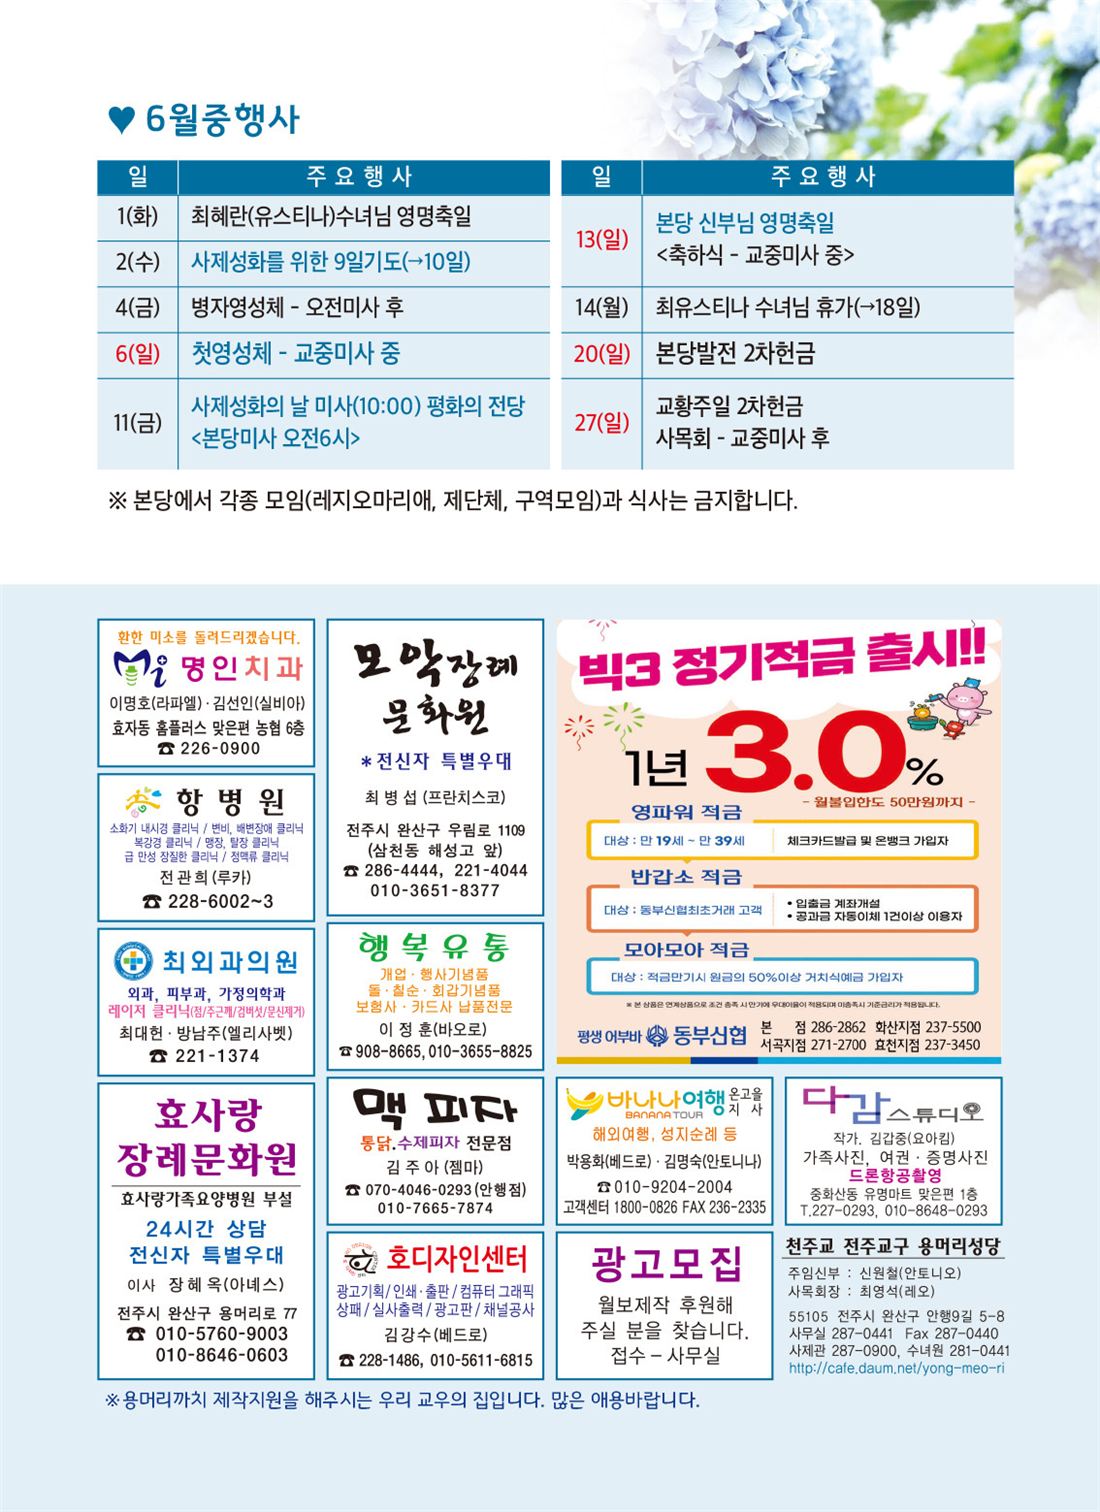 ♥ 6월중행사
일 주요행사
1(화) 최혜란(유스티나)수녀님 영명축일
2(수) 사제성화를 위한 9일기도(→10일)
4(금) 병자영성체 - 오전미사 후
6(일) 첫영성체 - 교중미사 중
11(금) 사제성화의 날 미사(10:00) 평화의 전당
<본당미사 오전6시>
일 주요행사
13(일) 본당 신부님 영명축일
<축하식 - 교중미사 중>
14(월) 최유스티나 수녀님 휴가(→18일)
20(일) 본당발전 2차헌금
27(일) 교황주일 2차헌금
사목회 - 교중미사 후
※ 본당에서 각종 모임(레지오마리애, 제단체, 구역모임)과 식사는 금지합니다.
환한 미소를 돌려드리겠습니다.
Mi 명인치과
이명호(라파엘)·김선인(실비아)
효자동 홈플러스 맞은편 농협 6층
☎ 226-0900
항병원
소화기 내시경 클리닉 / 변비, 배변장애 클리닉
복강경 클리닉 / 맹장, 탈장 클리닉
급 만성 장질한 클리닉 / 정맥류 클리닉
전관희(루카)
☎ 228-6002~3
최외과의원
외과, 피부과, 가정의학과
레이저 클리닉(점/주근깨/검버섯/문신제거)
최대헌·방남주(엘리사벳)
☎ 221-1374
효사랑
장례문화원
효사랑가족요양병원 부설
24시간 상담
전신자 특별우대
이사 장혜옥(아녜스)
전주시 완산구 용머리로 77
☎ 010-5760-9003
010-8646-0603
모악장례
문화원
*전신자 특별우대
최병섭(프란치스코)
전주시 완산구 우림로 1109
(삼천동 해성고 앞)
☎ 286-4444, 221-4044
010-3651-8377
행복유통
개업·행사기념품
돌·칠순·회갑기념품
보험사·카드사 납품전문
이정훈(바오로)
☎ 908-8665, 010-3655-8825
맥피자
통닭.수제피자 전문점
김주아(젬마)
☎ 070-4046-0293(안행점)
010-7665-7874
호디자인센터
광고기획/인쇄·출판/컴퓨터 그래픽
상패/실사출력/광고판/채널공사
김강수(베드로)
☎ 228-1486, 010-5611-6815
빅3 정기적금 출시!!
1년 3.0%
- 월불입한도 50만원까지 -
영파워 적금
대상 : 만 19세 ~ 만 39세 체크카드발급 및 온뱅크 가입자
반갑소 적금
대상 : 동부신협최초거래 고객
• 입출금 계좌개설
• 공과금 자동이체 1건이상 이용자
모아모아 적금
대상 : 적금만기시 원금의 50%이상 거치식예금 가입자
※ 본 상품은 연계상품으로 조건 충족 시 만기에 우대이율이 적용되며 미충족시 기준금리가 적용됩니다.
평생 어부바 동부신협
본 점 286-2862 화산지점 237-5500
서곡지점 271-2700 효천지점 237-3450
바나나여행 온고을
지사
BANANA TOUR
해외여행, 성지순례 등
박용화(베드로)·김명숙(안토니나)
☎ 010-9204-2004
고객센터 1800-0826 FAX 236-2335
다감스튜디오
작가. 김갑중(요아킴)
가족사진, 여권·증명사진
드론항공촬영
중화산동 유명마트 맞은편 1층
T.227-0293, 010-8648-0293
광고모집
월보제작 후원해
주실 분을 찾습니다.
접수 - 사무실
천주교 전주교구 용머리성당
주임신부 : 신원철(안토니오)
사목회장 : 최영석(레오)
55105 전주시 완산구 안행9길 5-8
사무실 287-0441 Fax 287-0440
사제관 287-0900, 수녀원 281-0441
http://cafe.daum.net/yong-meo-ri
※용머리까치 제작지원을 해주시는 우리 교우의 집입니다. 많은 애용바랍니다.